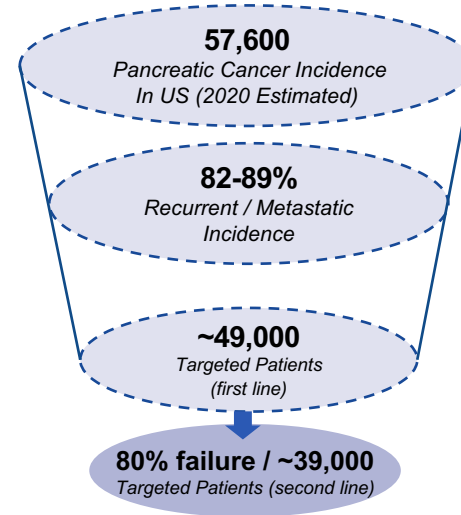 57,600
Pancreatic Cancer Incidence
In US (2020 Estimated)
82-89%
Recurrent / Metastatic
Incidence
~49,000
Targeted Patients
(first line)
80% failure / ~39,000
Targeted Patients (second line)